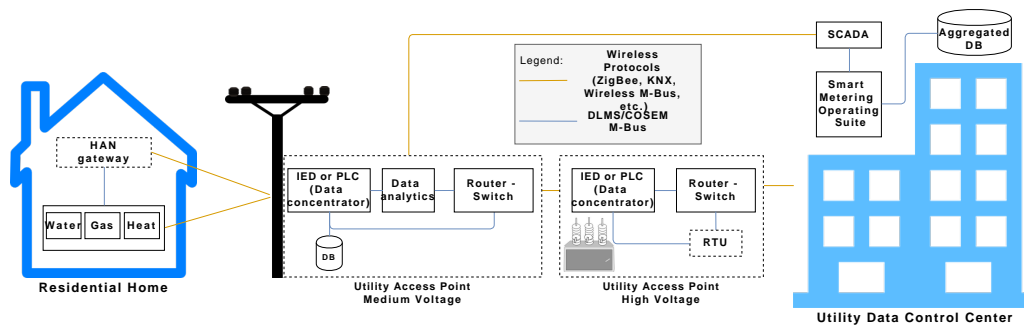 SCADA
Aggregated
DB
Legend:
Wireless
Protocols
(ZigBee, KNX,
Wireless M-Bus,
etc.)
DLMS/COSEM
M-Bus
Smart
Metering
Operating
Suite
HAN
gateway
Water
Gas
Heat
Residential Home
IED or PLC
(Data
concentrator)
Data
analytics
Router -
Switch
DB
Utility Access Point
Medium Voltage
IED or PLC
(Data
concentrator)
Router -
Switch
RTU
Utility Access Point
High Voltage
Utility Data Control Center